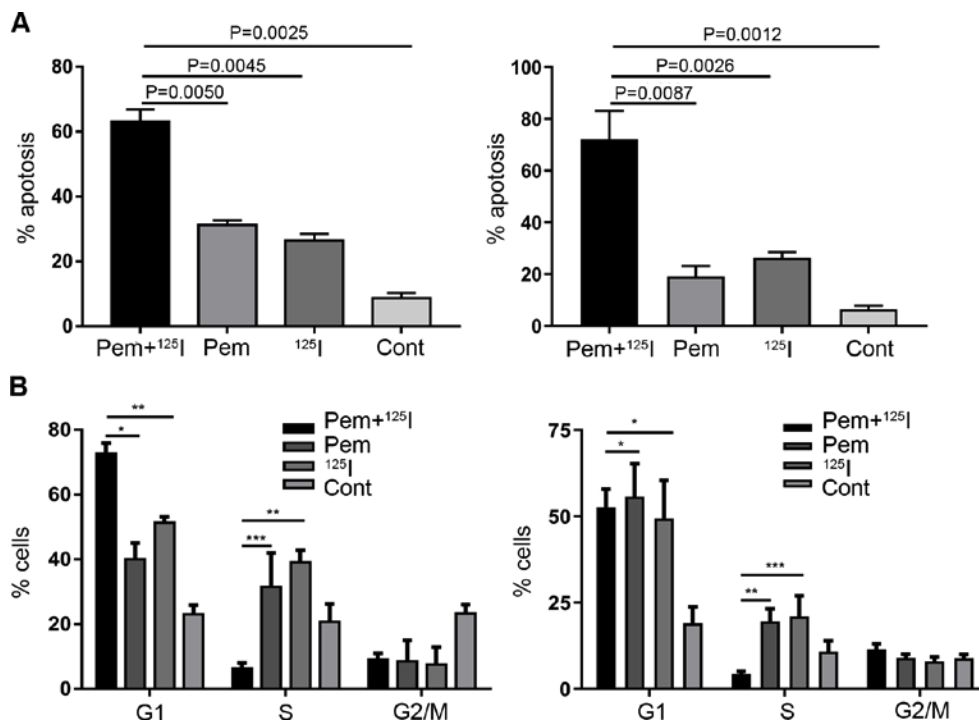 A
P=0.0025
P=0.0045
P=0.0050
80
60
40
20
0
% apotosis
Pem+¹²⁵I Pem ¹²⁵I Cont
P=0.0012
P=0.0026
P=0.0087
100
80
60
40
20
0
% apotosis
Pem+¹²⁵I Pem ¹²⁵I Cont
B
80
60
40
20
0
% cells
**
*
**
***
Pem+¹²⁵I
Pem
¹²⁵I
Cont
G1 S G2/M
75
50
25
0
% cells
*
*
***
**
Pem+¹²⁵I
Pem
¹²⁵I
Cont
G1 S G2/M